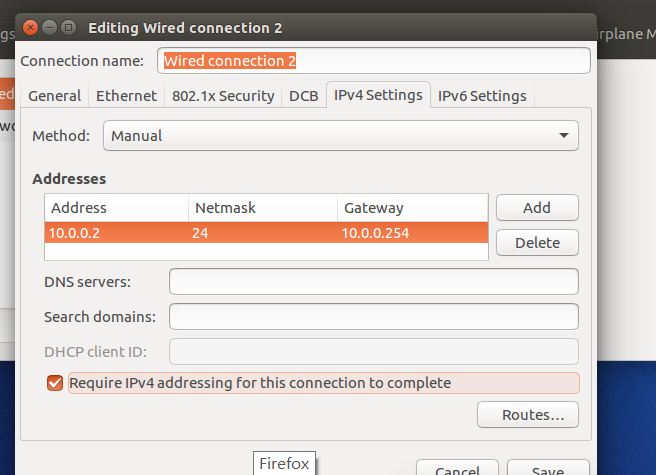 Editing Wired connection 2
irplane M
gs
Connection name: Wired connection 2
ed
General Ethernet 802.1x Security DCB IPv4 Settings IPv6 Settings
Method: Manual
Addresses
Address Netmask Gateway Add
10.0.0.2 24 10.0.0.254 Delete
DNS servers:
Search domains:
DHCP client ID:
Require IPv4 addressing for this connection to complete
Routes...
Firefox
Cancel Save